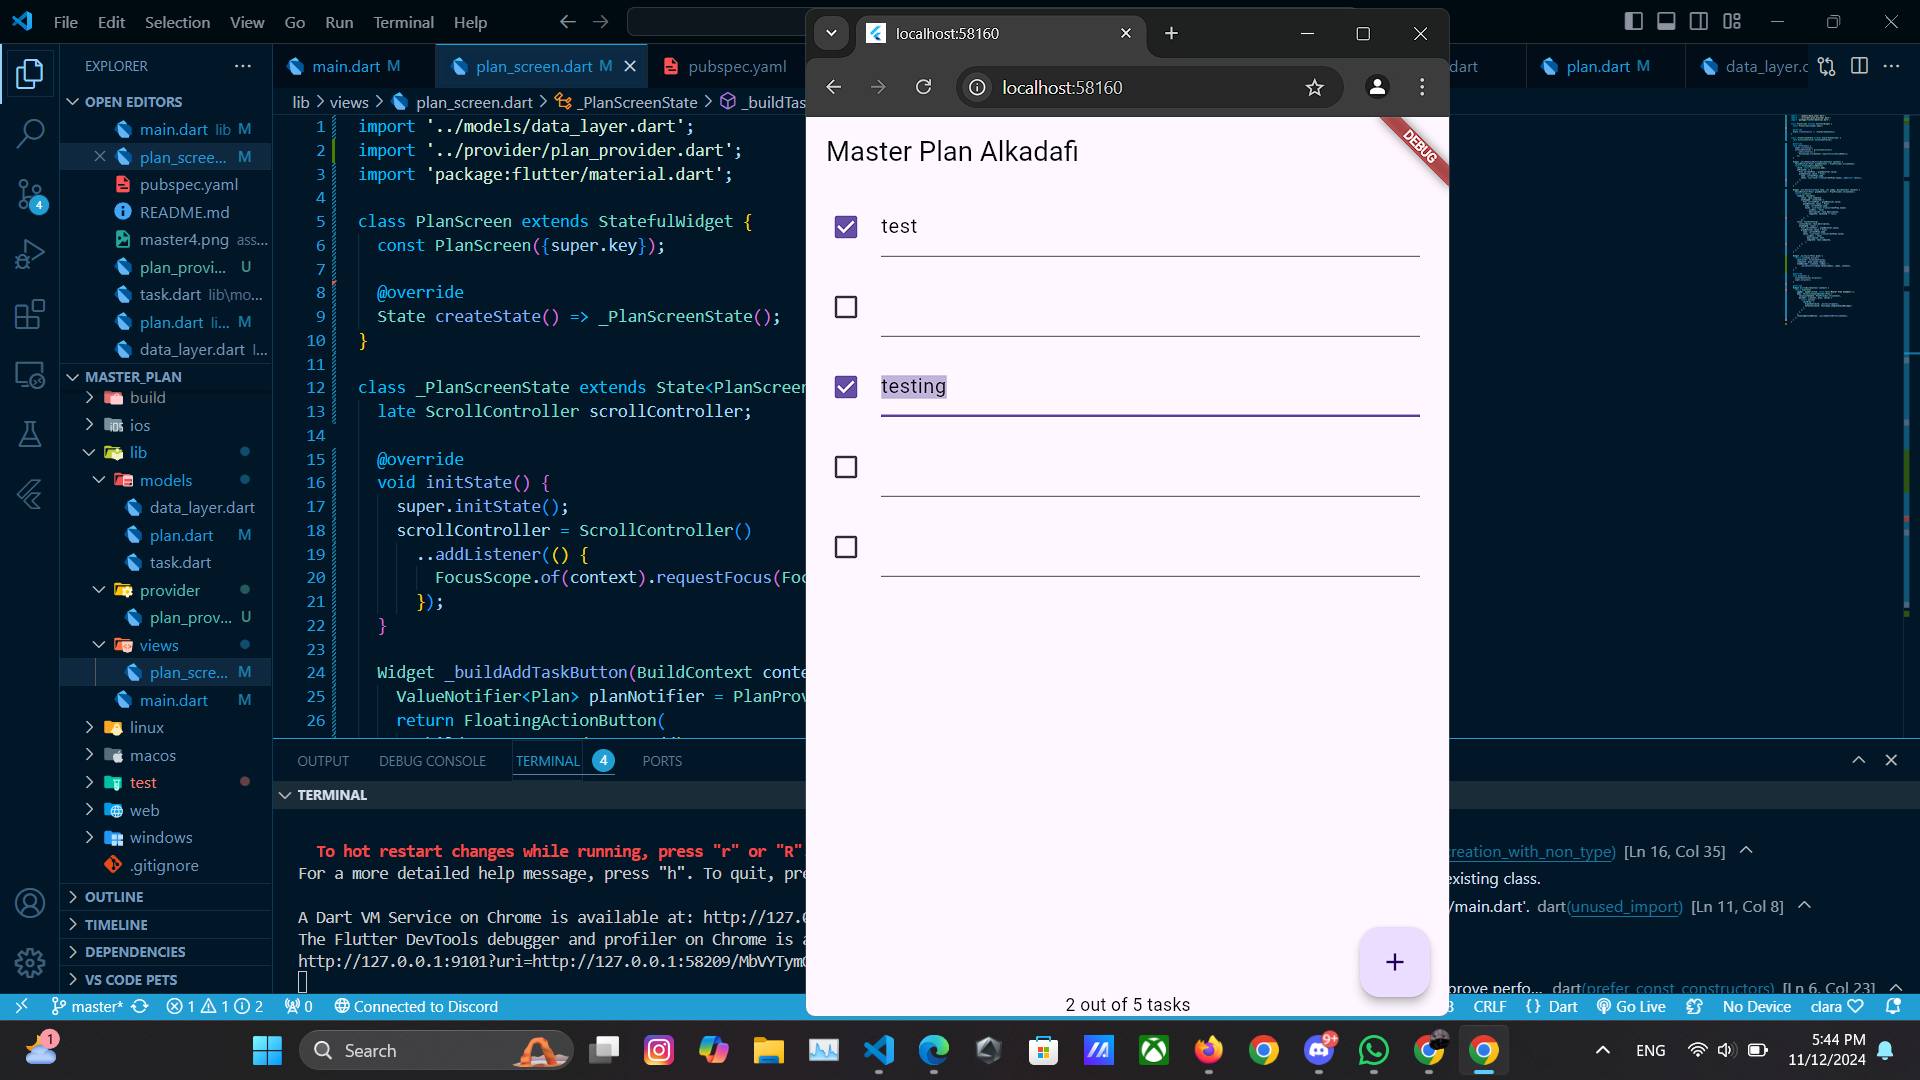 File Edit Selection View Go Run Terminal Help
EXPLORER
OPEN EDITORS
main.dart lib M
plan_scree... M
pubspec.yaml
README.md
master4.png ass...
plan_provi... U
task.dart lib\mo...
plan.dart li... M
data_layer.dart l...
MASTER_PLAN
build
ios
lib
models
data_layer.dart
plan.dart M
task.dart
provider
plan_prov... U
views
plan_scre... M
main.dart M
linux
macos
test
web
windows
.gitignore
OUTLINE
TIMELINE
DEPENDENCIES
VS CODE PETS
main.dart M
plan_screen.dart M
pubspec.yaml
dart
plan.dart M
data_layer.c
lib > views > plan_screen.dart > _PlanScreenState > _buildTas
1 import '../models/data_layer.dart';
2 import '../provider/plan_provider.dart';
3 import 'package:flutter/material.dart';
4
5 class PlanScreen extends StatefulWidget {
6 const PlanScreen({super.key});
7
8 @override
9 State createState() => _PlanScreenState();
10 }
11
12 class _PlanScreenState extends State<PlanScreen
13 late ScrollController scrollController;
14
15 @override
16 void initState() {
17 super.initState();
18 scrollController = ScrollController()
19 ..addListener(() {
20 FocusScope.of(context).requestFocus(Foc
21 });
22 }
23
24 Widget _buildAddTaskButton(BuildContext conte
25 ValueNotifier<Plan> planNotifier = PlanProv
26 return FloatingActionButton(
OUTPUT DEBUG CONSOLE TERMINAL 4 PORTS
TERMINAL
To hot restart changes while running, press "r" or "R"
For a more detailed help message, press "h". To quit, pre
A Dart VM Service on Chrome is available at: http://127.0
The Flutter DevTools debugger and profiler on Chrome is a
http://127.0.0.1:9101?uri=http://127.0.0.1:58209/MbVYTym
creation_with_non_type) [Ln 16, Col 35]
existing class.
/main.dart'. dart(unused_import) [Ln 11, Col 8]
prove perfo... dart(prefer_const_constructors) [Ln 6, Col 23]
localhost:58160
localhost:58160
Master Plan Alkadafi
DEBUG
test
testing
+
2 out of 5 tasks
4
master* 1 1 2 0 Connected to Discord
3 CRLF {} Dart Go Live No Device clara
1
Search
9+
ENG
5:44 PM
11/12/2024